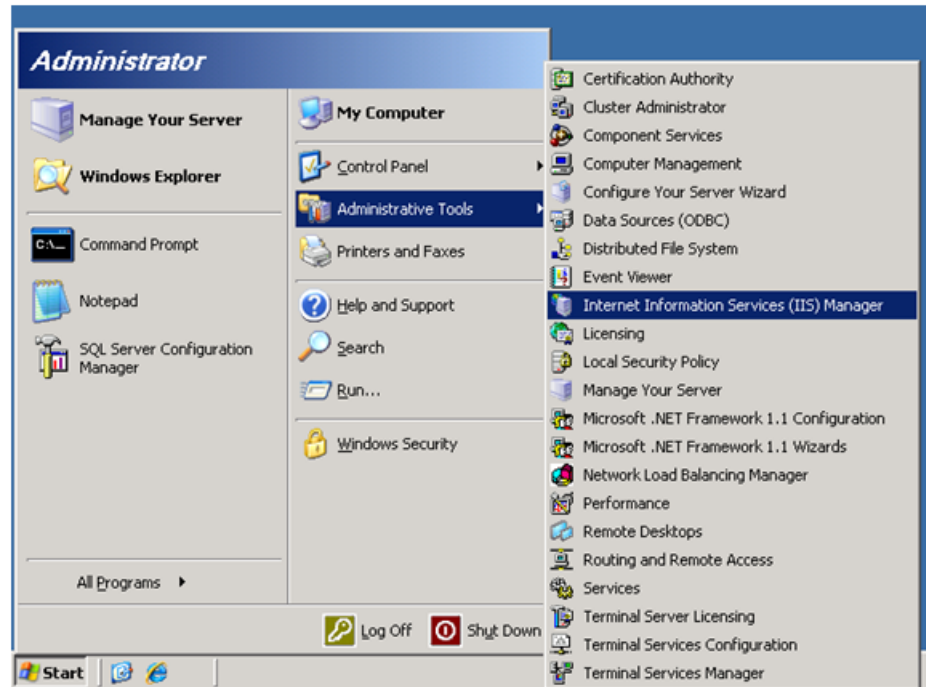 Administrator
Manage Your Server
Windows Explorer
C:\_
Command Prompt
Notepad
SQL Server Configuration
Manager
All Programs
My Computer
Control Panel
Administrative Tools
Printers and Faxes
Help and Support
Search
Run...
Windows Security
Certification Authority
Cluster Administrator
Component Services
Computer Management
Configure Your Server Wizard
Data Sources (ODBC)
Distributed File System
Event Viewer
Internet Information Services (IIS) Manager
Licensing
Local Security Policy
Manage Your Server
Microsoft .NET Framework 1.1 Configuration
Microsoft .NET Framework 1.1 Wizards
Network Load Balancing Manager
Performance
Remote Desktops
Routing and Remote Access
Services
Terminal Server Licensing
Terminal Services Configuration
Terminal Services Manager
Log Off
Shut Down
Start